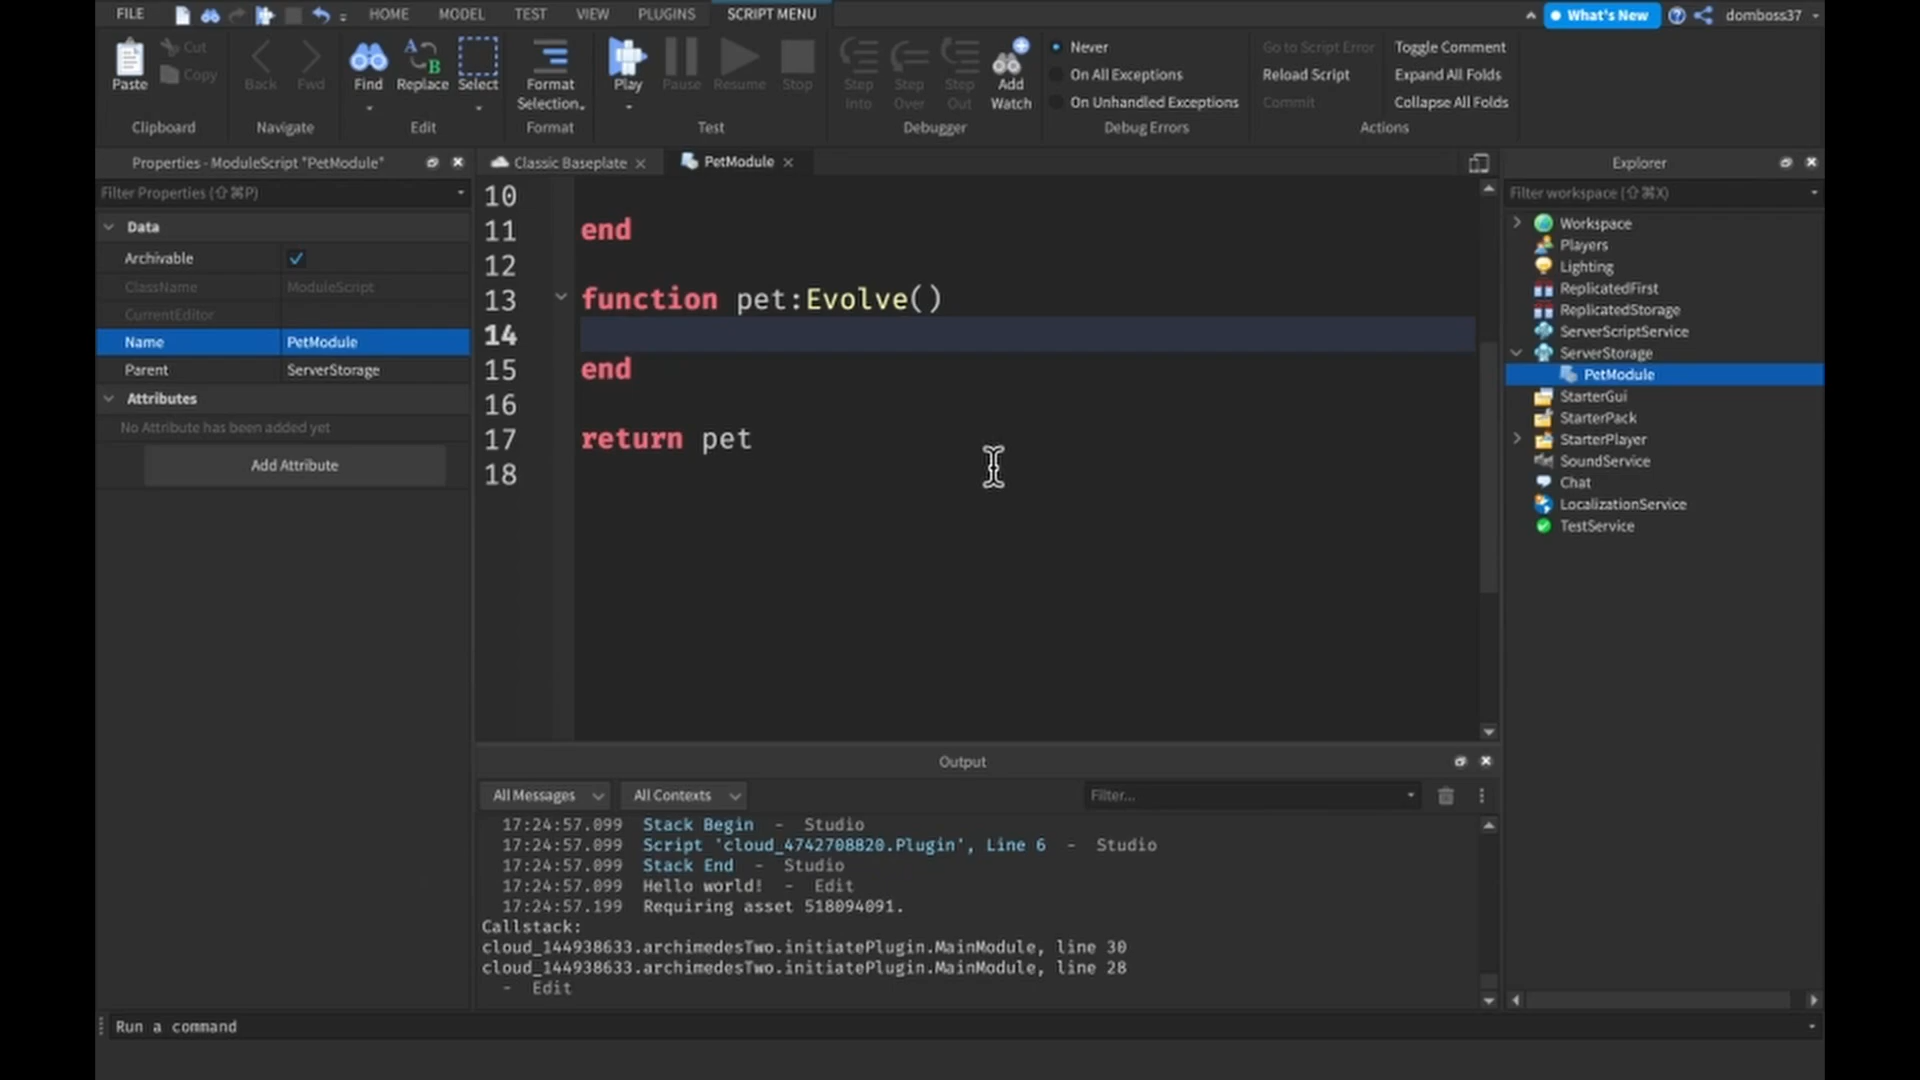 FILE HOME MODEL TEST VIEW PLUGINS SCRIPT MENU What's New domboss37
Paste Cut Copy Back Fwd Find Replace Select Format Selection Play Pause Resume Stop Step Into Step Over Step Out Add Watch
Never
On All Exceptions
On Unhandled Exceptions
Go to Script Error
Reload Script
Commit
Toggle Comment
Expand All Folds
Collapse All Folds
Clipboard Navigate Edit Format Test Debugger Debug Errors Actions
Properties - ModuleScript "PetModule"
Filter Properties (⇧⌘P)
Data
Archivable
ClassName ModuleScript
CurrentEditor
Name PetModule
Parent ServerStorage
Attributes
No Attribute has been added yet
Add Attribute
Classic Baseplate PetModule
10
11 end
12
13 function pet:Evolve()
14
15 end
16
17 return pet
18
Output
All Messages All Contexts Filter...
17:24:57.099 Stack Begin - Studio
17:24:57.099 Script 'cloud_4742708820.Plugin', Line 6 - Studio
17:24:57.099 Stack End - Studio
17:24:57.099 Hello world! - Edit
17:24:57.199 Requiring asset 518094091.
Callstack:
cloud_144938633.archimedesTwo.initiatePlugin.MainModule, line 30
cloud_144938633.archimedesTwo.initiatePlugin.MainModule, line 28
- Edit
Explorer
Filter workspace (⇧⌘X)
Workspace
Players
Lighting
ReplicatedFirst
ReplicatedStorage
ServerScriptService
ServerStorage
PetModule
StarterGui
StarterPack
StarterPlayer
SoundService
Chat
LocalizationService
TestService
Run a command